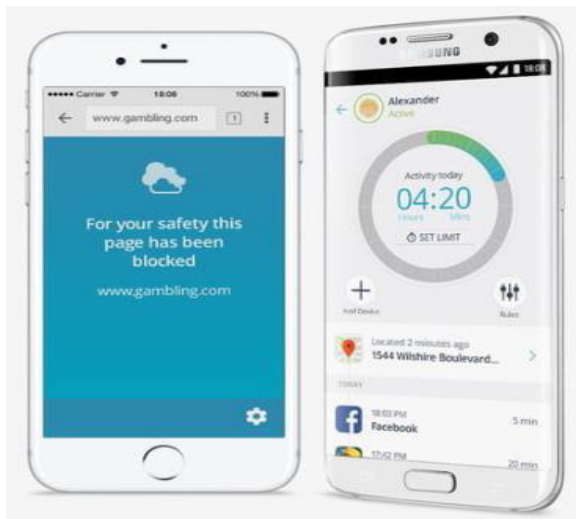 Carrier 18:08 100%
www.gambling.com 1
For your safety this
page has been
blocked
www.gambling.com
SAMSUNG
18:08
Alexander
Active
Activity today
04:20
Hours Mins
SET LIMIT
Add Device
Rules
Located 2 minutes ago
1544 Wilshire Boulevard...
TODAY
18:03 PM
Facebook
5 min
17:42 PM
20 min